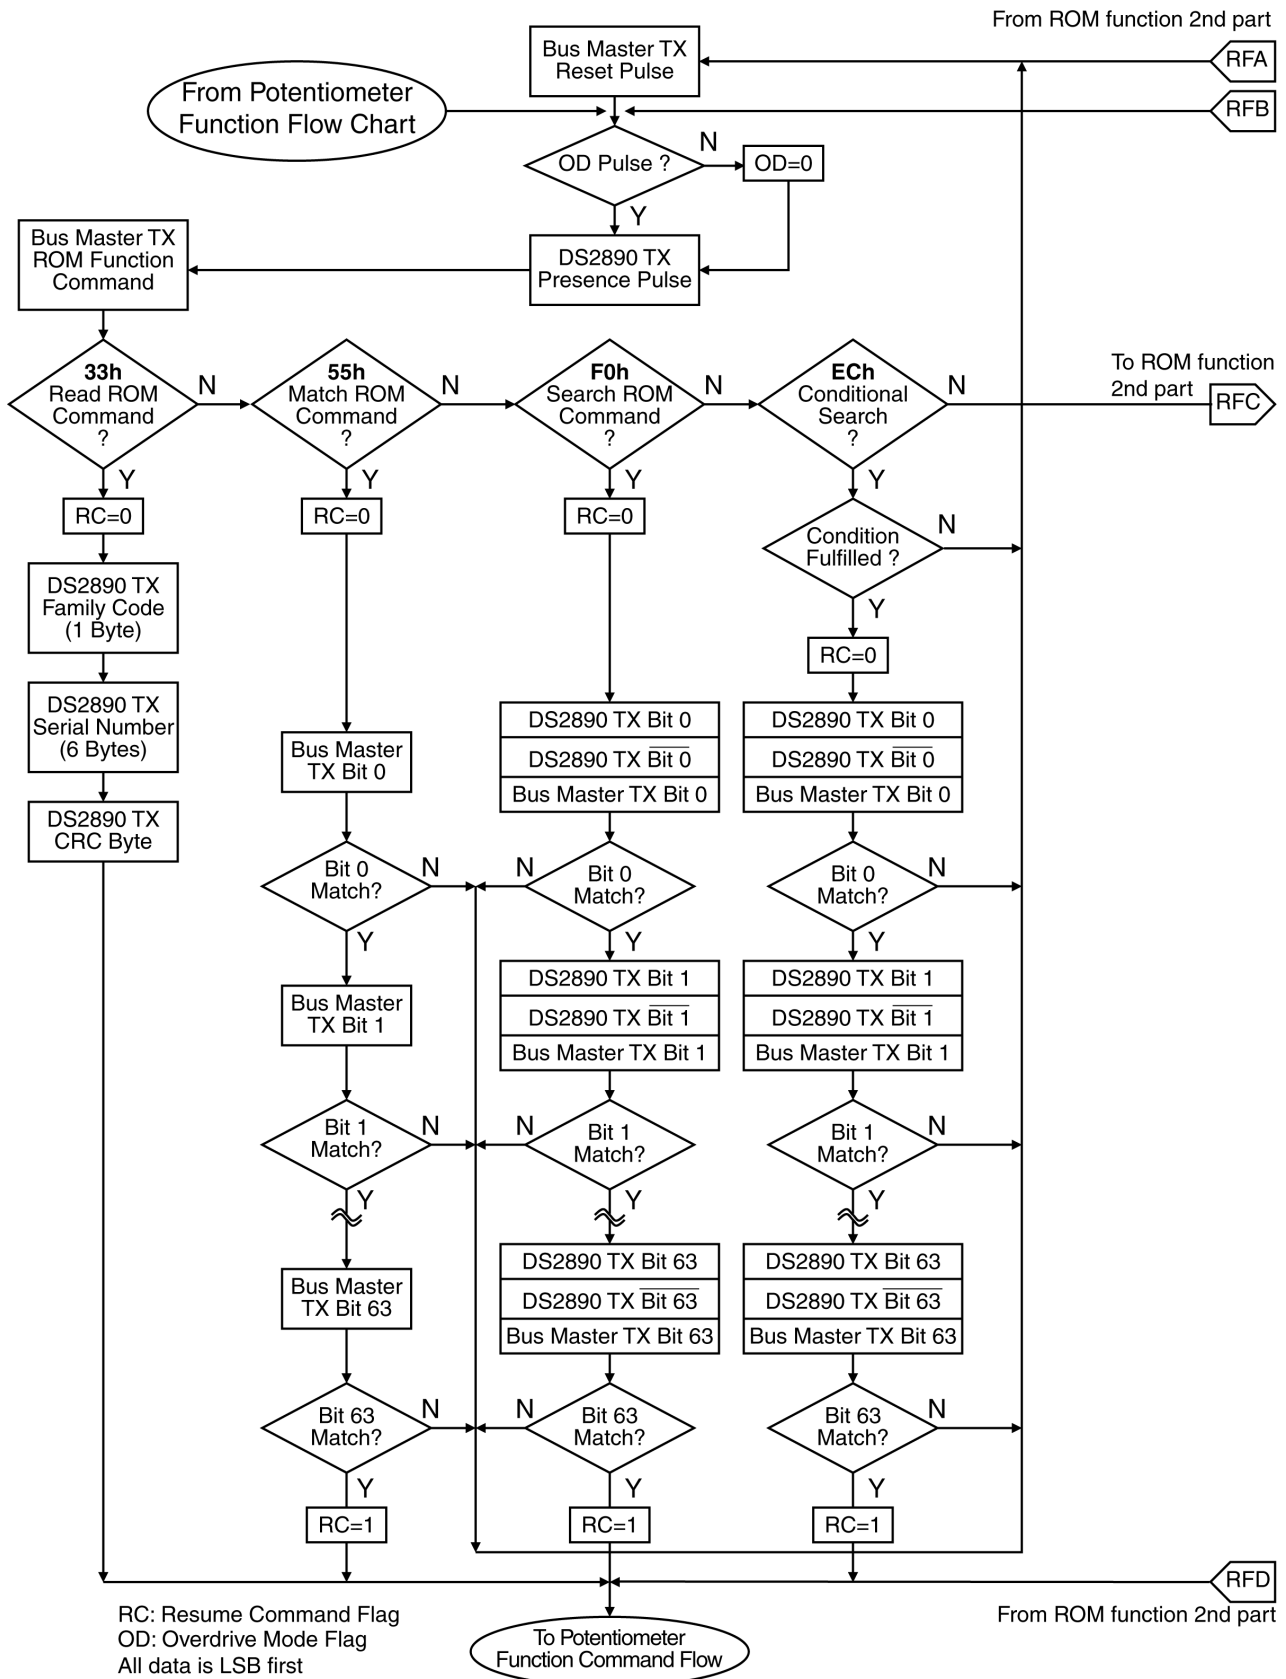 From ROM function 2nd part
Bus Master TX
Reset Pulse
RFA
From Potentiometer
Function Flow Chart
RFB
OD Pulse ?
N
OD=0
Y
Bus Master TX
ROM Function
Command
DS2890 TX
Presence Pulse
33h
Read ROM
Command
?
N
55h
Match ROM
Command
?
N
F0h
Search ROM
Command
?
N
ECh
Conditional
Search
?
N
To ROM function
2nd part
RFC
Y
Y
Y
Y
RC=0
RC=0
RC=0
Condition
Fulfilled ?
N
Y
RC=0
DS2890 TX
Family Code
(1 Byte)
DS2890 TX
Serial Number
(6 Bytes)
DS2890 TX
CRC Byte
Bus Master
TX Bit 0
DS2890 TX Bit 0
DS2890 TX B̅i̅t̅ ̅0̅
Bus Master TX Bit 0
DS2890 TX Bit 0
DS2890 TX B̅i̅t̅ ̅0̅
Bus Master TX Bit 0
Bit 0
Match?
N
N
Bit 0
Match?
Bit 0
Match?
N
Y
Y
Y
Bus Master
TX Bit 1
DS2890 TX Bit 1
DS2890 TX B̅i̅t̅ ̅1̅
Bus Master TX Bit 1
DS2890 TX Bit 1
DS2890 TX B̅i̅t̅ ̅1̅
Bus Master TX Bit 1
Bit 1
Match?
N
N
Bit 1
Match?
Bit 1
Match?
N
Y
Y
Y
Bus Master
TX Bit 63
DS2890 TX Bit 63
DS2890 TX B̅i̅t̅ ̅6̅3̅
Bus Master TX Bit 63
DS2890 TX Bit 63
DS2890 TX B̅i̅t̅ ̅6̅3̅
Bus Master TX Bit 63
Bit 63
Match?
N
N
Bit 63
Match?
Bit 63
Match?
N
Y
Y
Y
RC=1
RC=1
RC=1
RFD
From ROM function 2nd part
RC: Resume Command Flag
OD: Overdrive Mode Flag
All data is LSB first
To Potentiometer
Function Command Flow